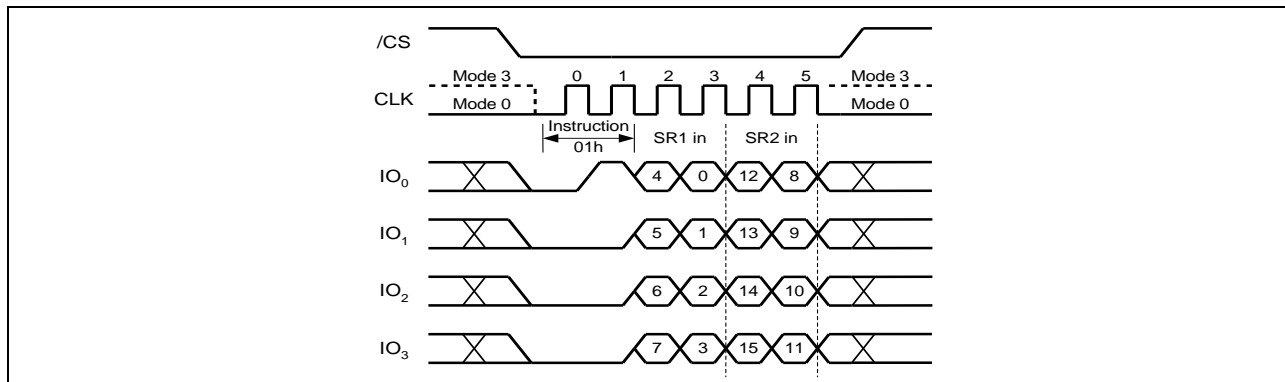 /CS
Mode 3 0 1 2 3 4 5 Mode 3
CLK
Mode 0 Mode 0
Instruction
01h
SR1 in SR2 in
IO0 4 0 12 8
IO1 5 1 13 9
IO2 6 2 14 10
IO3 7 3 15 11